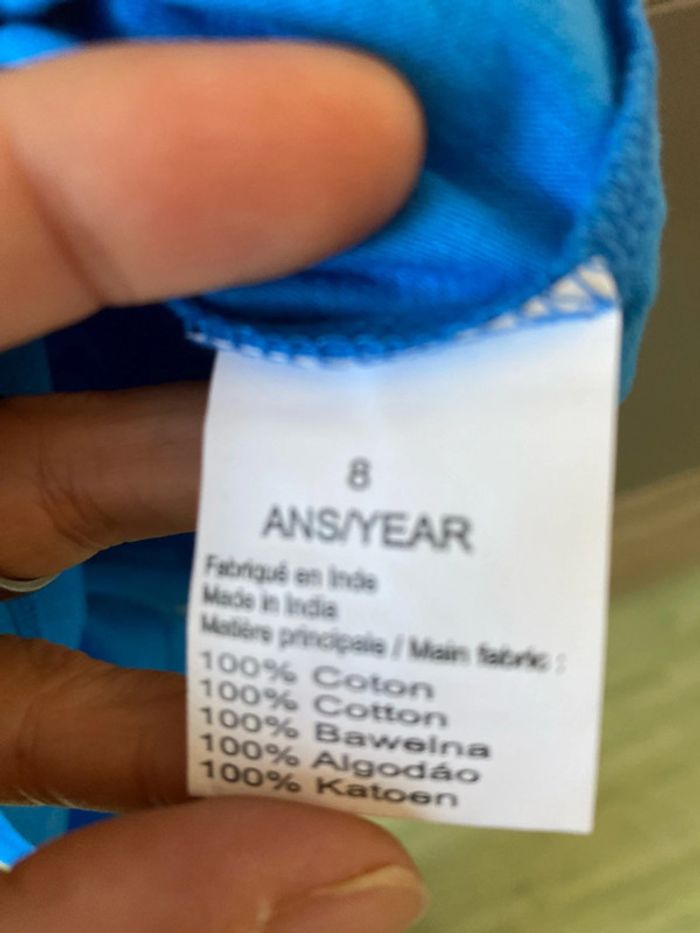 8
ANS/YEAR
Fabriqué en Inde
Made in India
Matière principale / Main fabric :
100% Coton
100% Cotton
100% Bawelna
100% Algodáo
100% Katoen